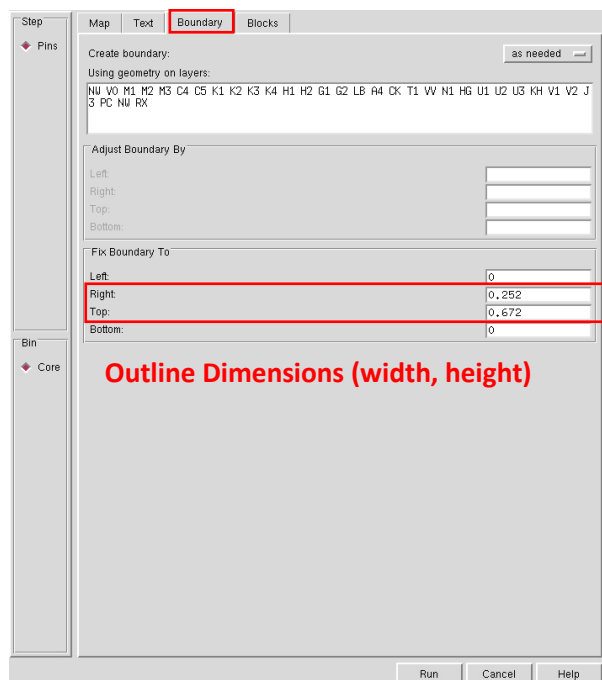 Step
Pins
Map Text Boundary Blocks
Create boundary: as needed
Using geometry on layers:
NW V0 M1 M2 M3 C4 C5 K1 K2 K3 K4 H1 H2 G1 G2 LB A4 CK T1 VV N1 HG U1 U2 U3 KH V1 V2 J
3 PC NW RX
Adjust Boundary By
Left:
Right:
Top:
Bottom:
Fix Boundary To
Left: 0
Right: 0.252
Top: 0.672
Bottom: 0
Bin
Core
Outline Dimensions (width, height)
Run Cancel Help